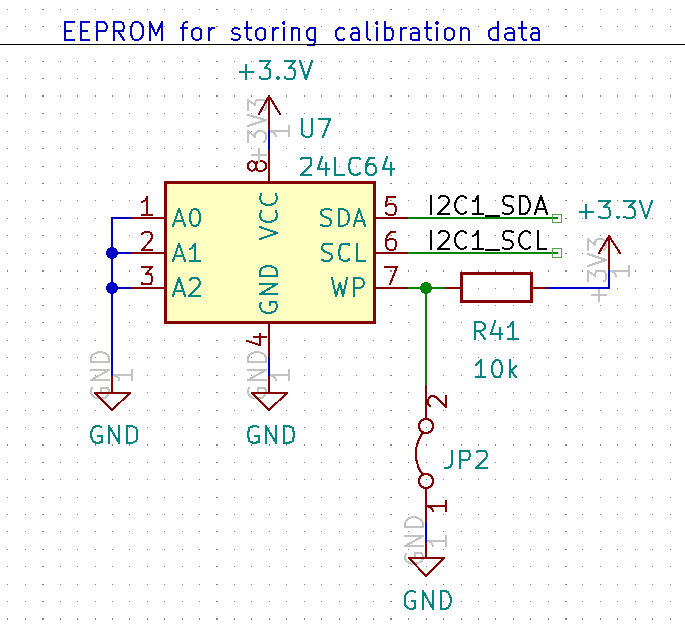 EEPROM for storing calibration data
+3.3V
+3V3
1
U7
24LC64
8
1 A0
2 A1
3 A2
VCC
GND
SDA 5
SCL 6
WP 7
4
I2C1_SDA
I2C1_SCL
+3.3V
+3V3
1
R41
10k
GND
1
GND
GND
1
GND
2
JP2
1
GND
1
GND